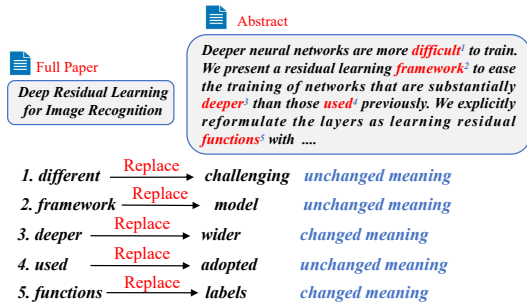 Abstract
Full Paper
Deep Residual Learning
for Image Recognition
Deeper neural networks are more difficult¹ to train.
We present a residual learning framework² to ease
the training of networks that are substantially
deeper³ than those used⁴ previously. We explicitly
reformulate the layers as learning residual
functions⁵ with ....
1. different Replace challenging unchanged meaning
2. framework Replace model unchanged meaning
3. deeper Replace wider changed meaning
4. used Replace adopted unchanged meaning
5. functions Replace labels changed meaning